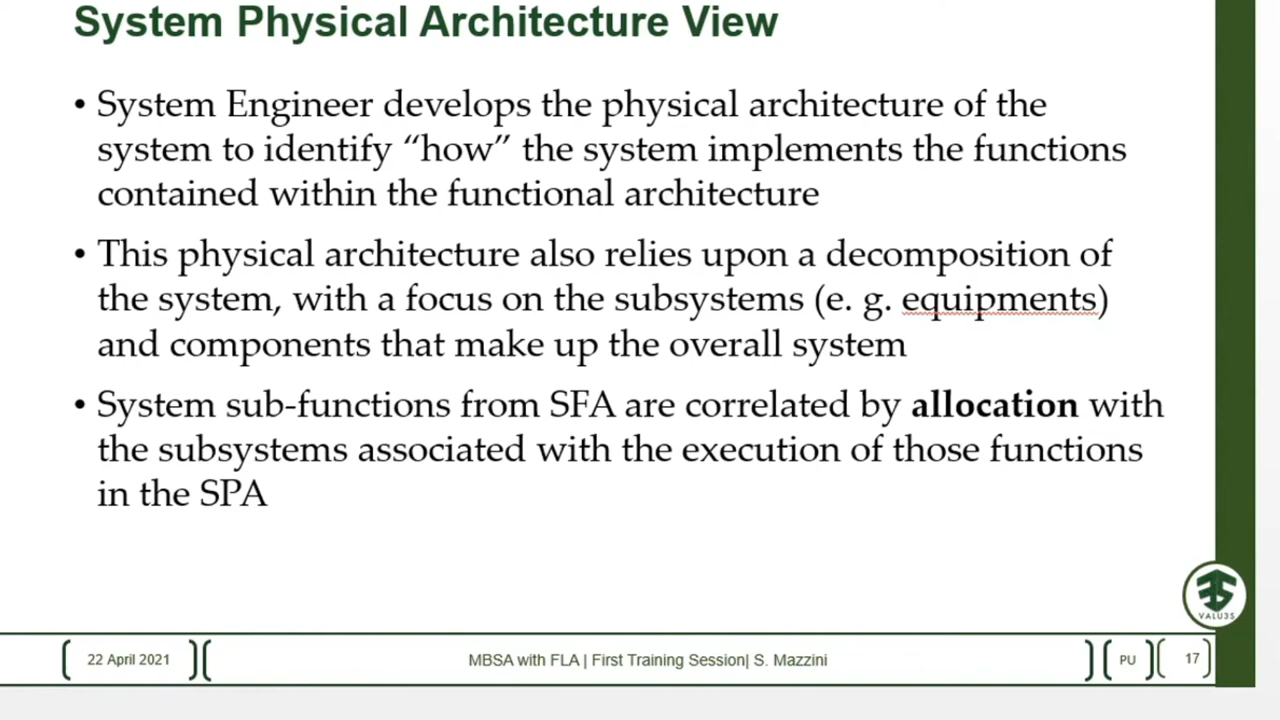 System Physical Architecture View
• System Engineer develops the physical architecture of the
system to identify “how” the system implements the functions
contained within the functional architecture
• This physical architecture also relies upon a decomposition of
the system, with a focus on the subsystems (e. g. equipments)
and components that make up the overall system
• System sub-functions from SFA are correlated by allocation with
the subsystems associated with the execution of those functions
in the SPA
VALU3S
22 April 2021
MBSA with FLA | First Training Session| S. Mazzini
PU
17